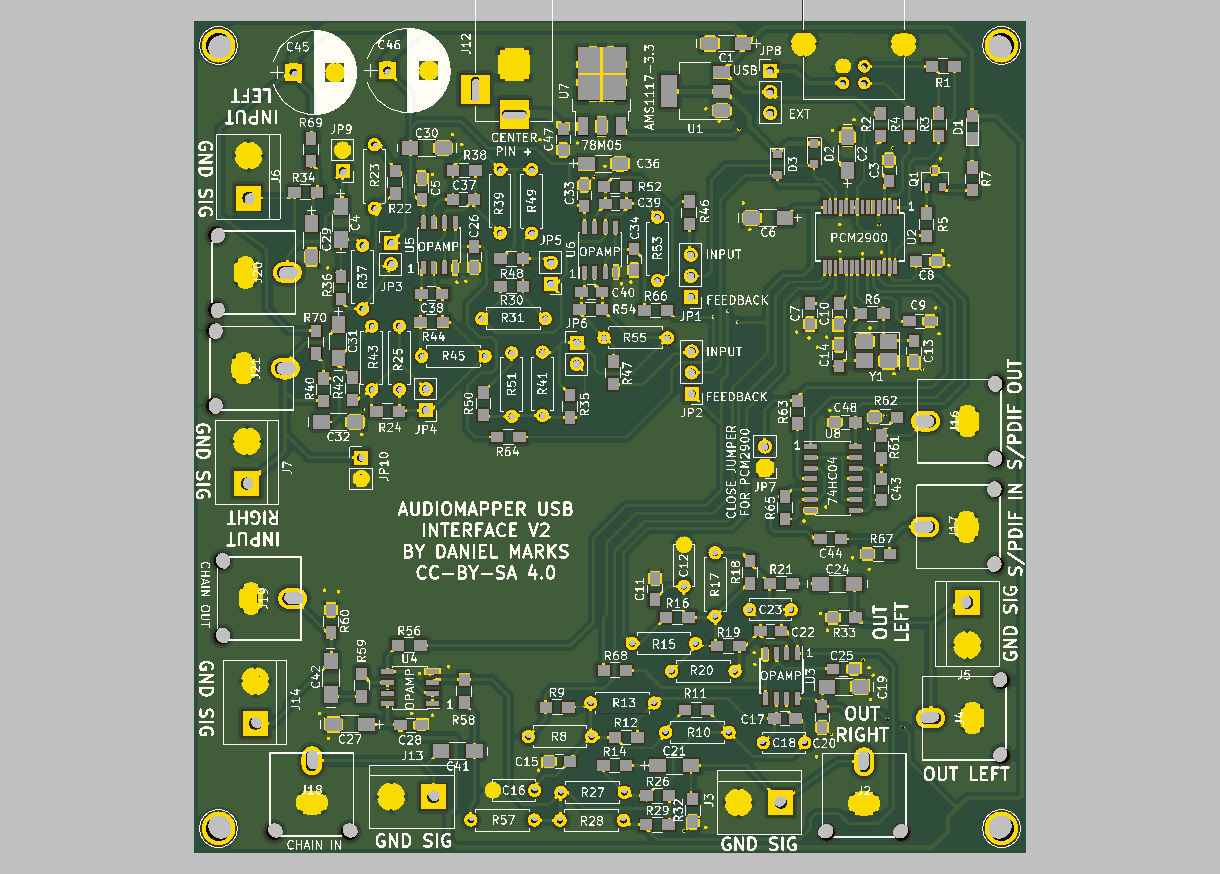 C45
C46
J12
U7
AMS1117-3.3
C1
JP8
USB
EXT
U1
R1
INPUT
LEFT
R69
JP9
C30
CENTER
PIN +
C47
78M05
R2
R4
R3
D1
GND SIG
J6
R34
R23
R22
C5
R38
C37
R39
R49
C33
C36
R52
C39
R46
D3
D2
C2
C3
Q1
R7
C4
C29
U5
OPAMP
1
C26
JP3
JP5
U6
OPAMP
1
C34
R53
INPUT
FEEDBACK
JP1
C6
PCM2900
1
U2
R5
C8
J20
R36
R37
R48
R30
C38
R44
R31
C40
R54
R66
JP6
R55
C7
C10
R6
C9
J21
R70
C31
R43
R25
R45
R40
R42
R51
R41
R47
INPUT
FEEDBACK
JP2
C14
Y1
C13
C32
R24
JP4
R50
R35
R64
R63
C48
R62
U8
1
74HC04
R61
C43
J16
S/PDIF OUT
GND SIG
J7
JP10
CLOSE JUMPER
FOR PCM2900
JP7
R65
INPUT
RIGHT
AUDIOMAPPER USB
INTERFACE V2
BY DANIEL MARKS
CC-BY-SA 4.0
C44
R67
J17
S/PDIF IN
CHAIN OUT
J19
R60
C11
C12
R17
R18
R21
C24
R16
C23
R33
OUT
LEFT
GND SIG
J5
R56
R59
U4
OPAMP
1
R58
R15
R19
C22
R68
R20
OPAMP
1
U3
C25
C19
GND SIG
J14
C42
C27
C28
R9
R13
R11
R8
R12
R10
C17
C18
C20
OUT
RIGHT
J4
OUT LEFT
J13
C41
C15
R14
C21
J18
CHAIN IN
GND SIG
C16
R27
R57
R28
R26
R29
R32
J3
GND SIG
J2